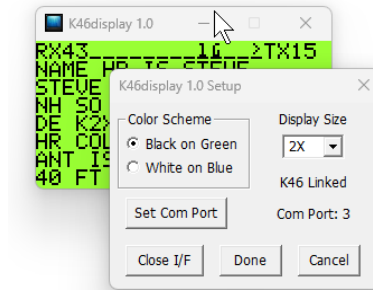 K46display 1.0
RX43_________16__>TX15
NAME HR IS STEVE
STEVE
NH SO
DE K2
HR COL
ANT IS
40 FT
K46display 1.0 Setup
Color Scheme
Display Size
Black on Green
2X
White on Blue
K46 Linked
Set Com Port
Com Port: 3
Close I/F
Done
Cancel